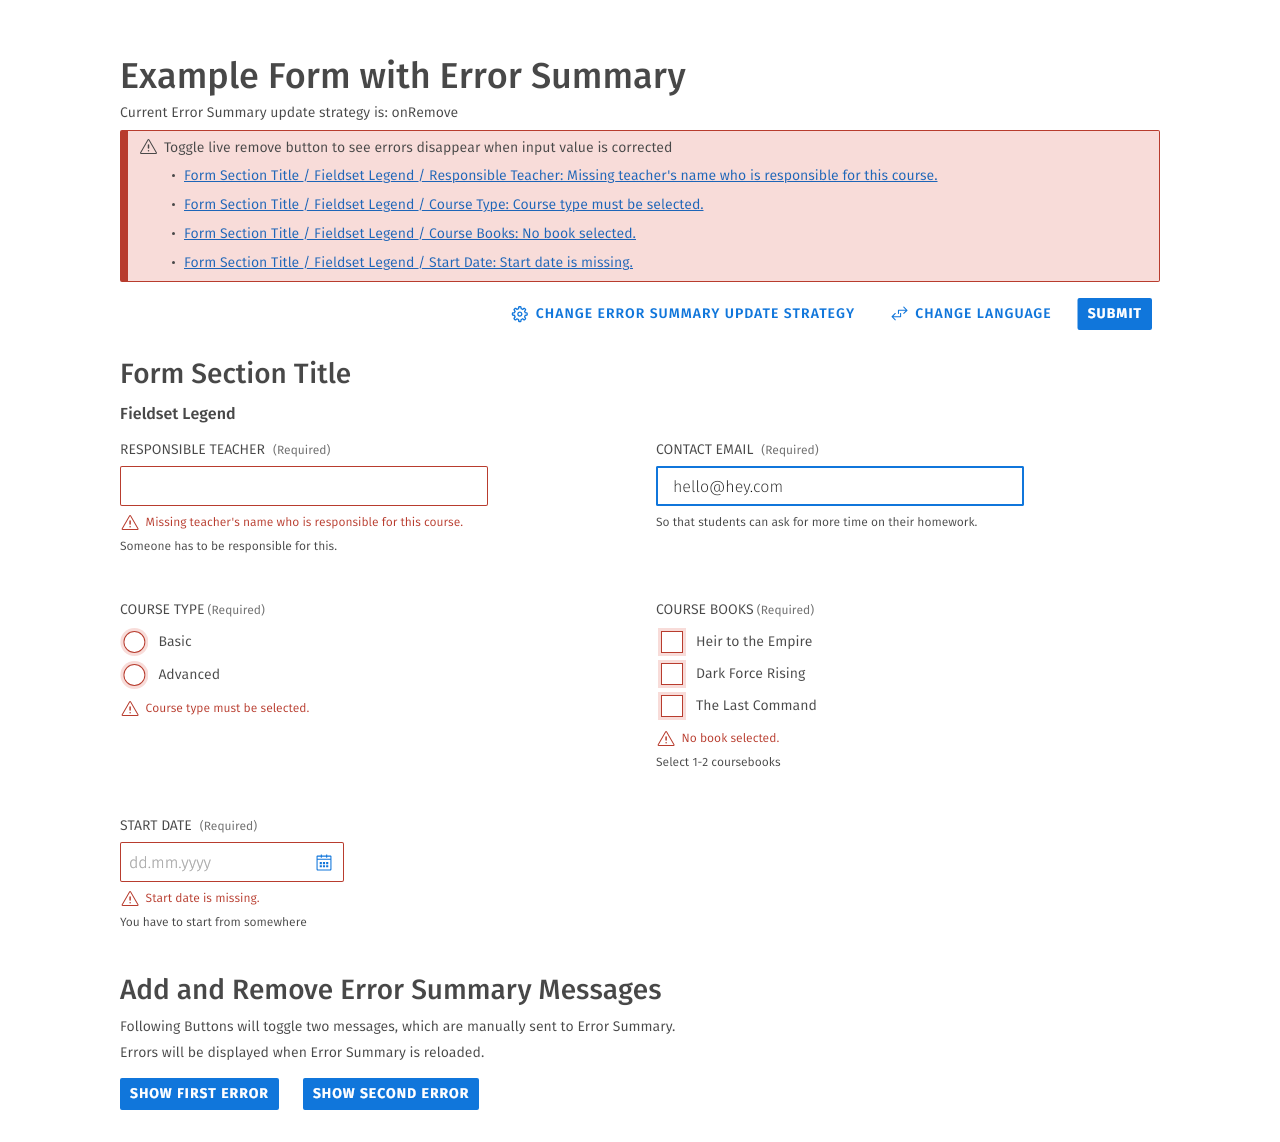 Example Form with Error Summary
Current Error Summary update strategy is: onRemove
Toggle live remove button to see errors disappear when input value is corrected
• Form Section Title / Fieldset Legend / Responsible Teacher: Missing teacher's name who is responsible for this course.
• Form Section Title / Fieldset Legend / Course Type: Course type must be selected.
• Form Section Title / Fieldset Legend / Course Books: No book selected.
• Form Section Title / Fieldset Legend / Start Date: Start date is missing.
CHANGE ERROR SUMMARY UPDATE STRATEGY CHANGE LANGUAGE SUBMIT
Form Section Title
Fieldset Legend
RESPONSIBLE TEACHER (Required)
Missing teacher's name who is responsible for this course.
Someone has to be responsible for this.
CONTACT EMAIL (Required)
hello@hey.com
So that students can ask for more time on their homework.
COURSE TYPE (Required)
Basic
Advanced
Course type must be selected.
COURSE BOOKS (Required)
Heir to the Empire
Dark Force Rising
The Last Command
No book selected.
Select 1-2 coursebooks
START DATE (Required)
dd.mm.yyyy
Start date is missing.
You have to start from somewhere
Add and Remove Error Summary Messages
Following Buttons will toggle two messages, which are manually sent to Error Summary.
Errors will be displayed when Error Summary is reloaded.
SHOW FIRST ERROR SHOW SECOND ERROR